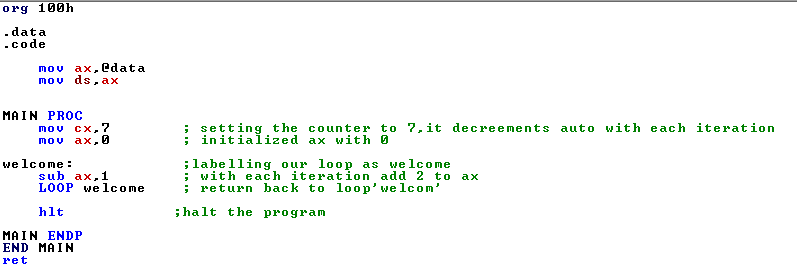 org 100h
.data
.code
mov ax,@data
mov ds,ax
MAIN PROC
mov cx,7 ; setting the counter to 7,it decreements auto with each iteration
mov ax,0 ; initialized ax with 0
welcome: ;labelling our loop as welcome
sub ax,1 ; with each iteration add 2 to ax
LOOP welcome ; return back to loop'welcom'
hlt ;halt the program
MAIN ENDP
END MAIN
ret